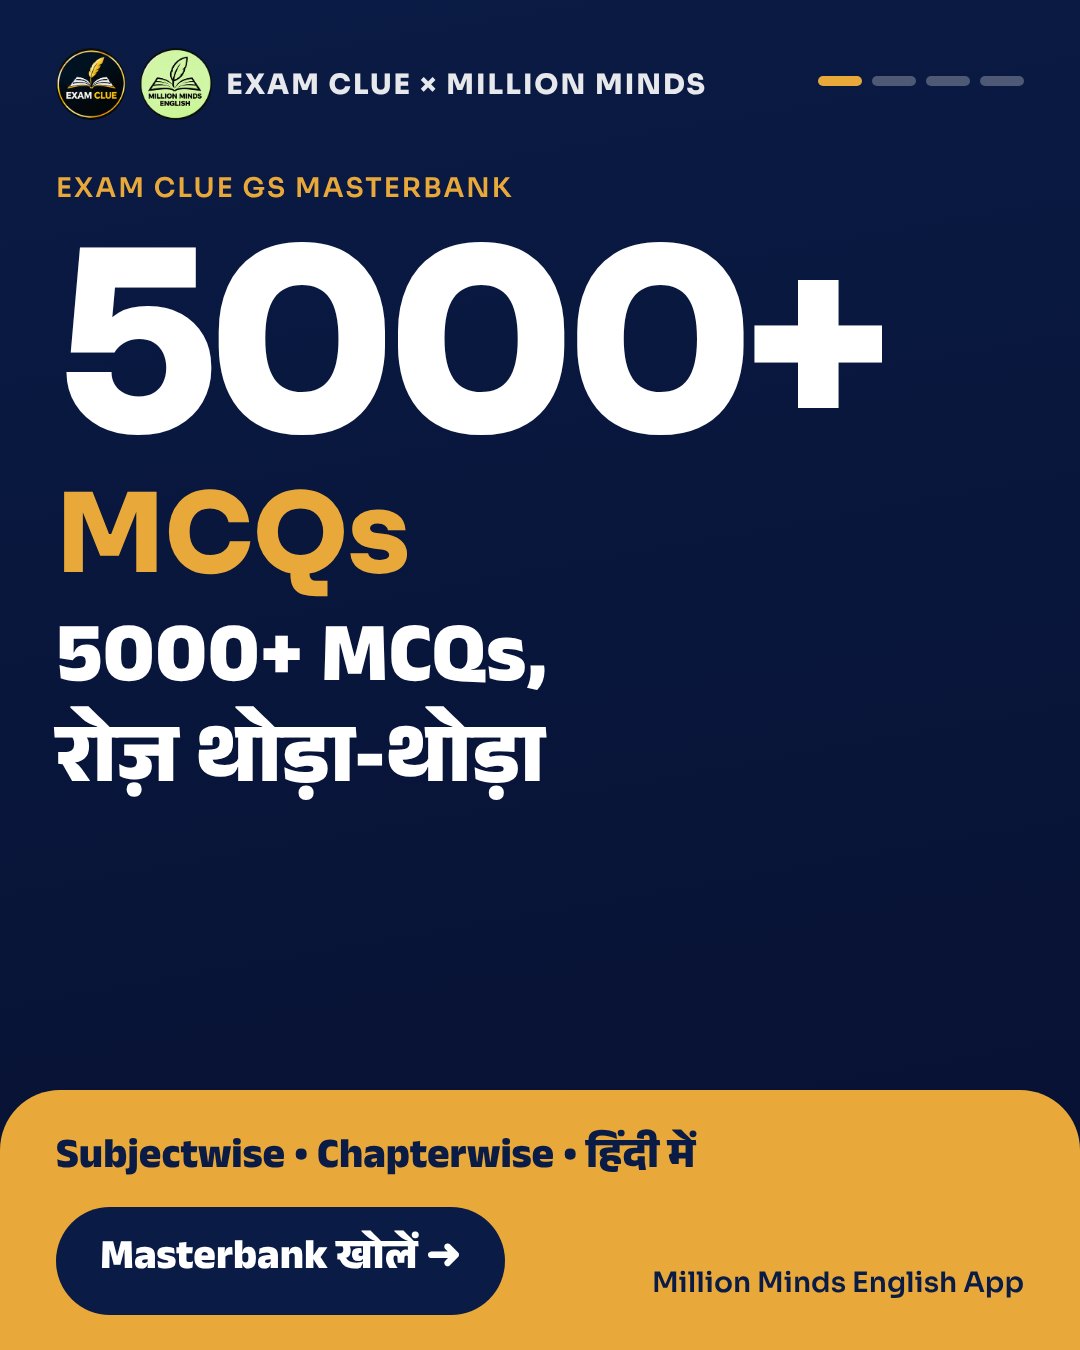 EXAM CLUE
MILLION MINDS
ENGLISH
EXAM CLUE × MILLION MINDS
EXAM CLUE GS MASTERBANK
5000+
MCQs
5000+ MCQs,
रोज़ थोड़ा-थोड़ा
Subjectwise • Chapterwise • हिंदी में
Masterbank खोलें →
Million Minds English App